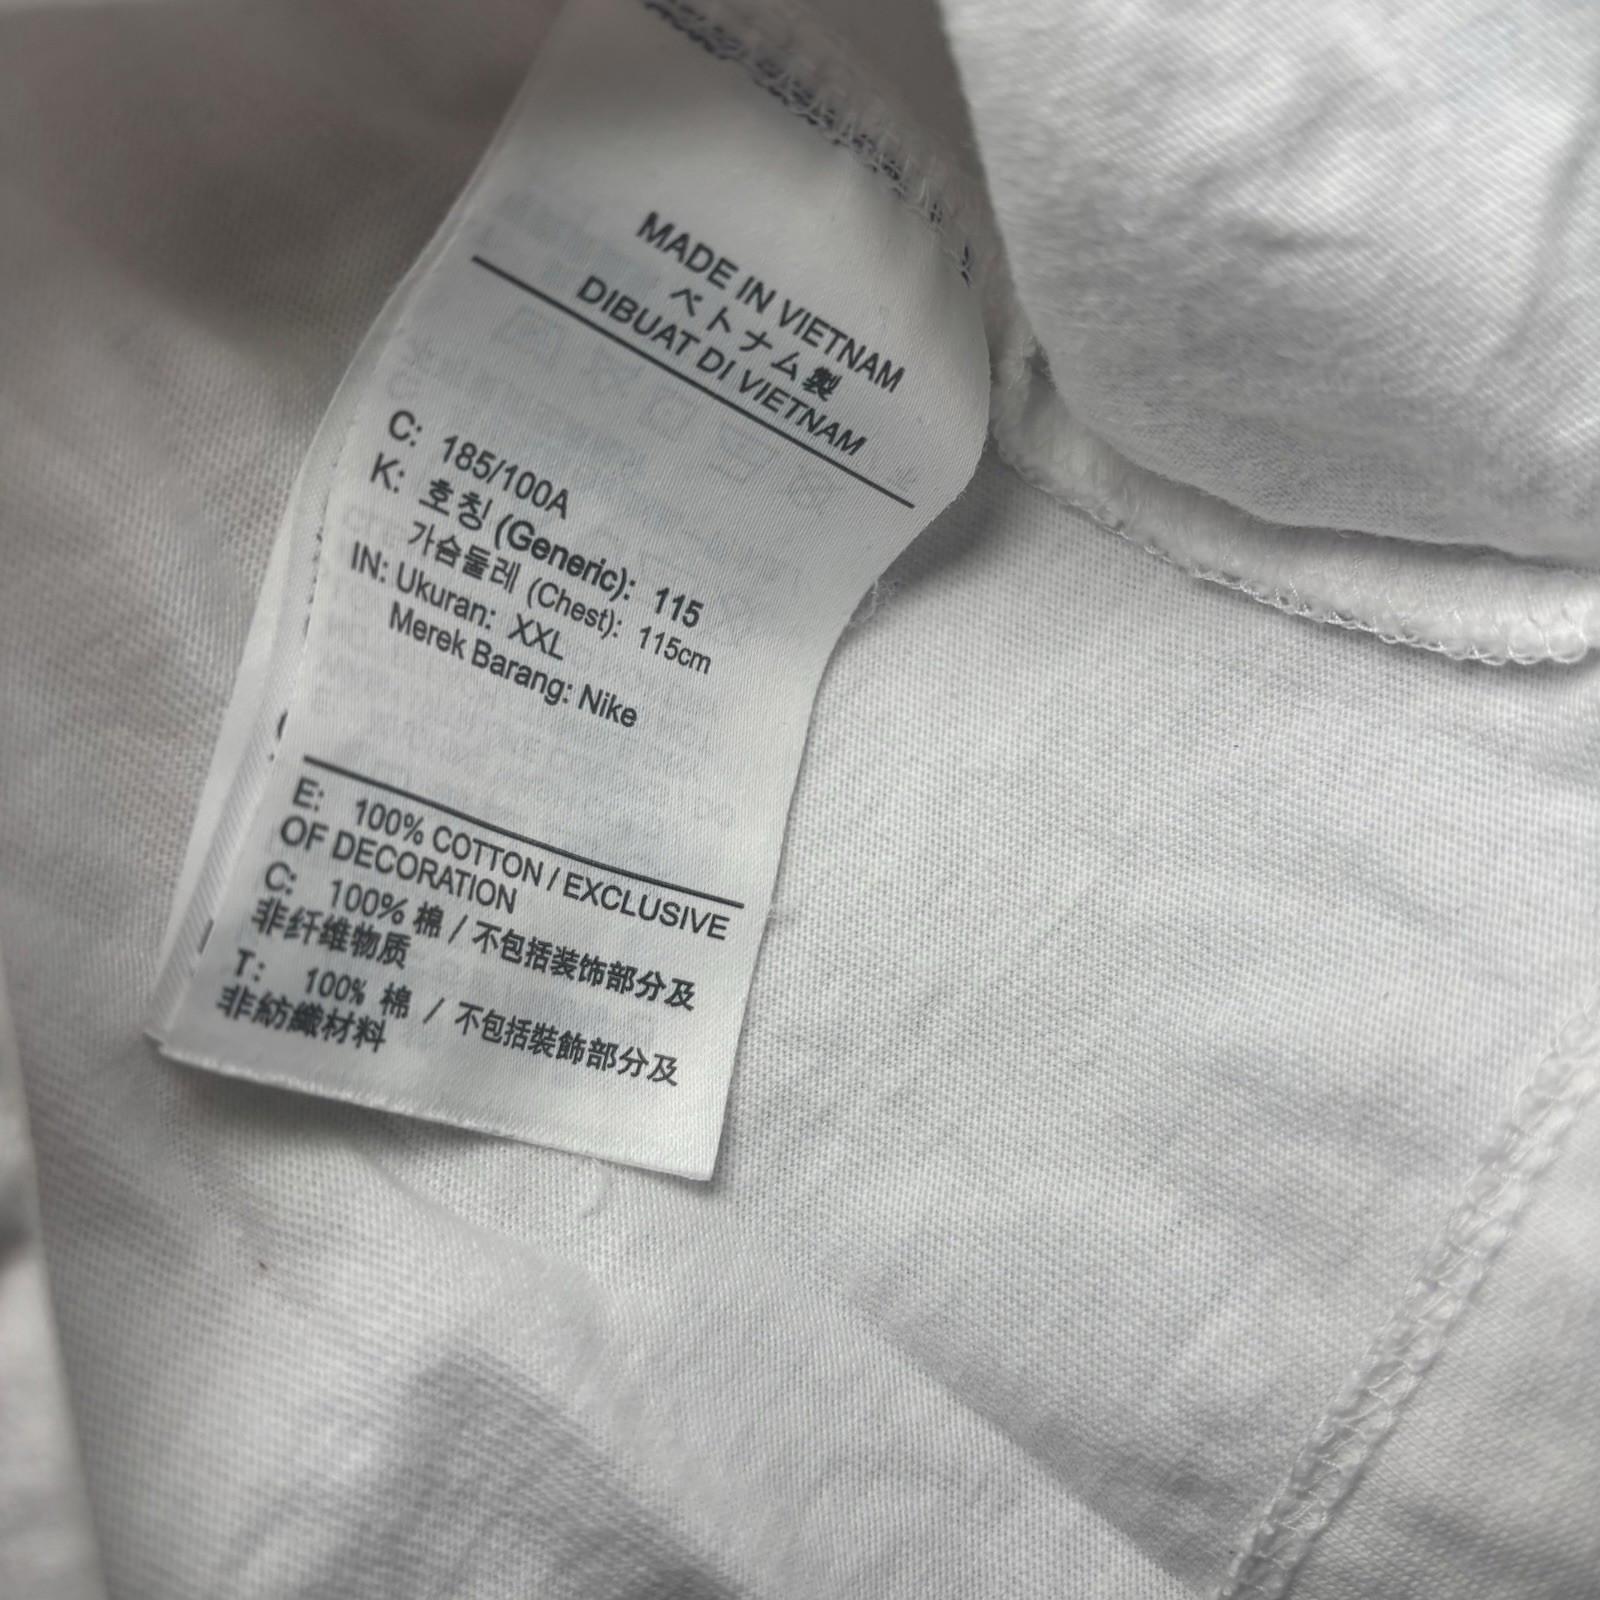 MADE IN VIETNAM
ベトナム製
DIBUAT DI VIETNAM
C: 185/100A
K: 호칭 (Generic): 115
가슴둘레 (Chest): 115cm
IN: Ukuran: XXL
Merek Barang: Nike
E: 100% COTTON / EXCLUSIVE
OF DECORATION
C: 100% 棉 / 不包括装饰部分及
非纤维物质
T: 100% 棉 / 不包括裝飾部分及
非紡織材料